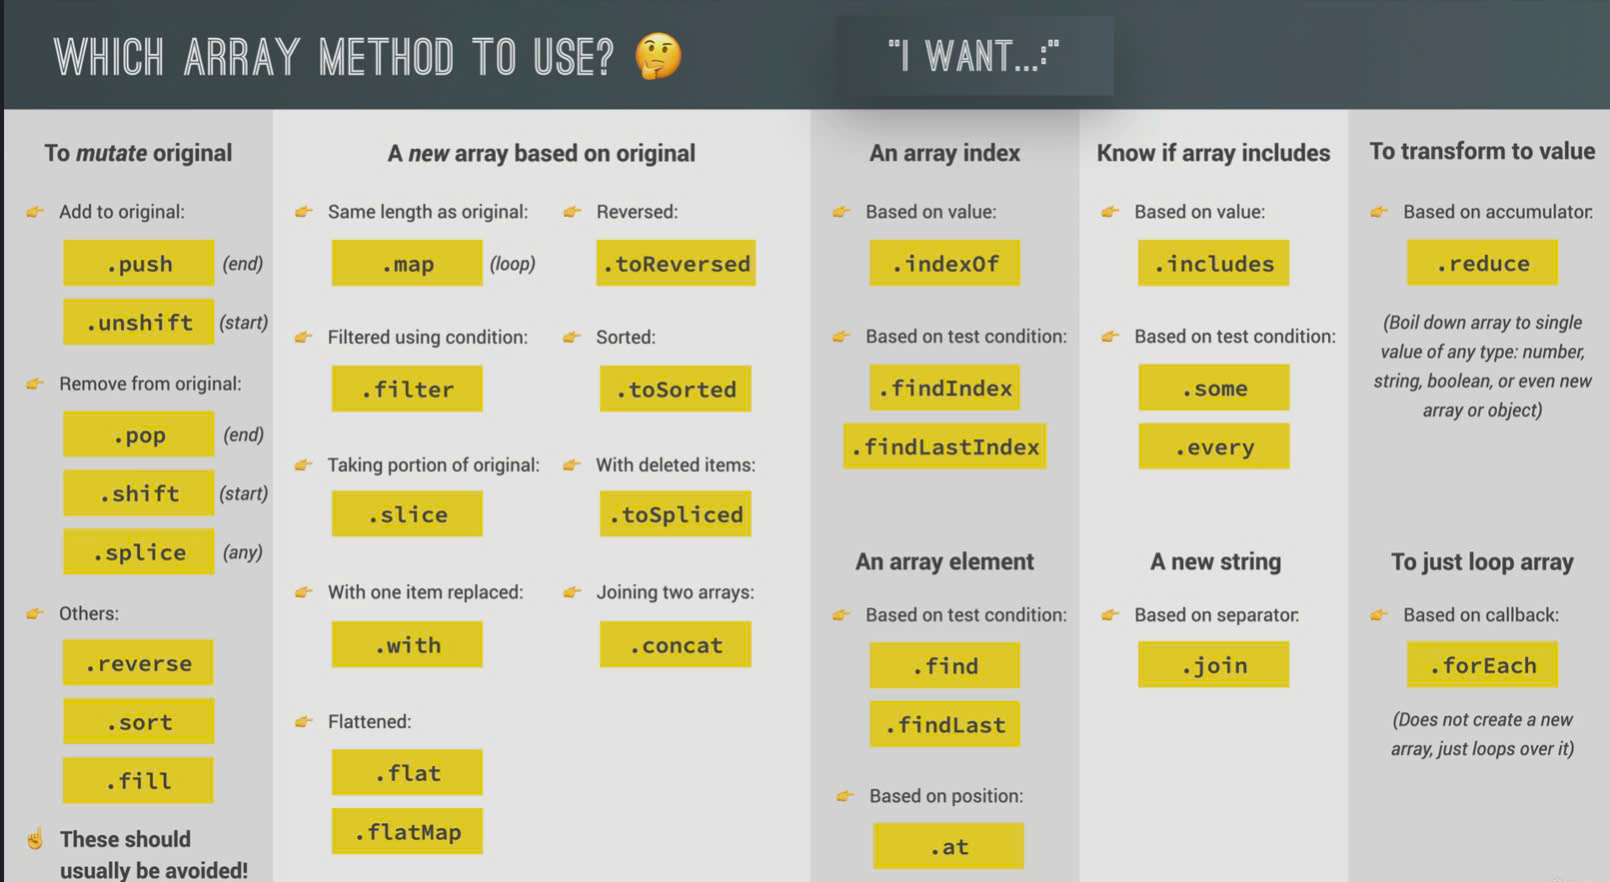 WHICH ARRAY METHOD TO USE? 🤔
"I WANT...:"
To mutate original
👉 Add to original:
.push (end)
.unshift (start)
👉 Remove from original:
.pop (end)
.shift (start)
.splice (any)
👉 Others:
.reverse
.sort
.fill
☝️ These should
usually be avoided!
A new array based on original
👉 Same length as original:
.map (loop)
👉 Filtered using condition:
.filter
👉 Taking portion of original:
.slice
👉 With one item replaced:
.with
👉 Flattened:
.flat
.flatMap
👉 Reversed:
.toReversed
👉 Sorted:
.toSorted
👉 With deleted items:
.toSpliced
👉 Joining two arrays:
.concat
An array index
👉 Based on value:
.indexOf
👉 Based on test condition:
.findIndex
.findLastIndex
An array element
👉 Based on test condition:
.find
.findLast
👉 Based on position:
.at
Know if array includes
👉 Based on value:
.includes
👉 Based on test condition:
.some
.every
A new string
👉 Based on separator:
.join
To transform to value
👉 Based on accumulator:
.reduce
(Boil down array to single
value of any type: number,
string, boolean, or even new
array or object)
To just loop array
👉 Based on callback:
.forEach
(Does not create a new
array, just loops over it)